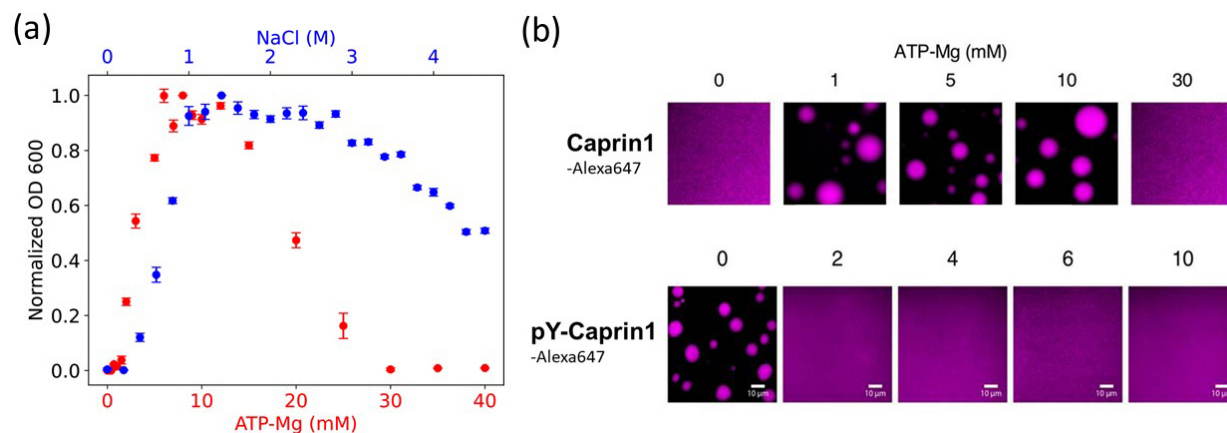 (a)
NaCl (M)
0 1 2 3 4
Normalized OD 600
1.0
0.8
0.6
0.4
0.2
0.0
0 10 20 30 40
ATP-Mg (mM)
(b)
ATP-Mg (mM)
0 1 5 10 30
Caprin1
-Alexa647
0 2 4 6 10
pY-Caprin1
-Alexa647
10 µm 10 µm 10 µm 10 µm 10 µm